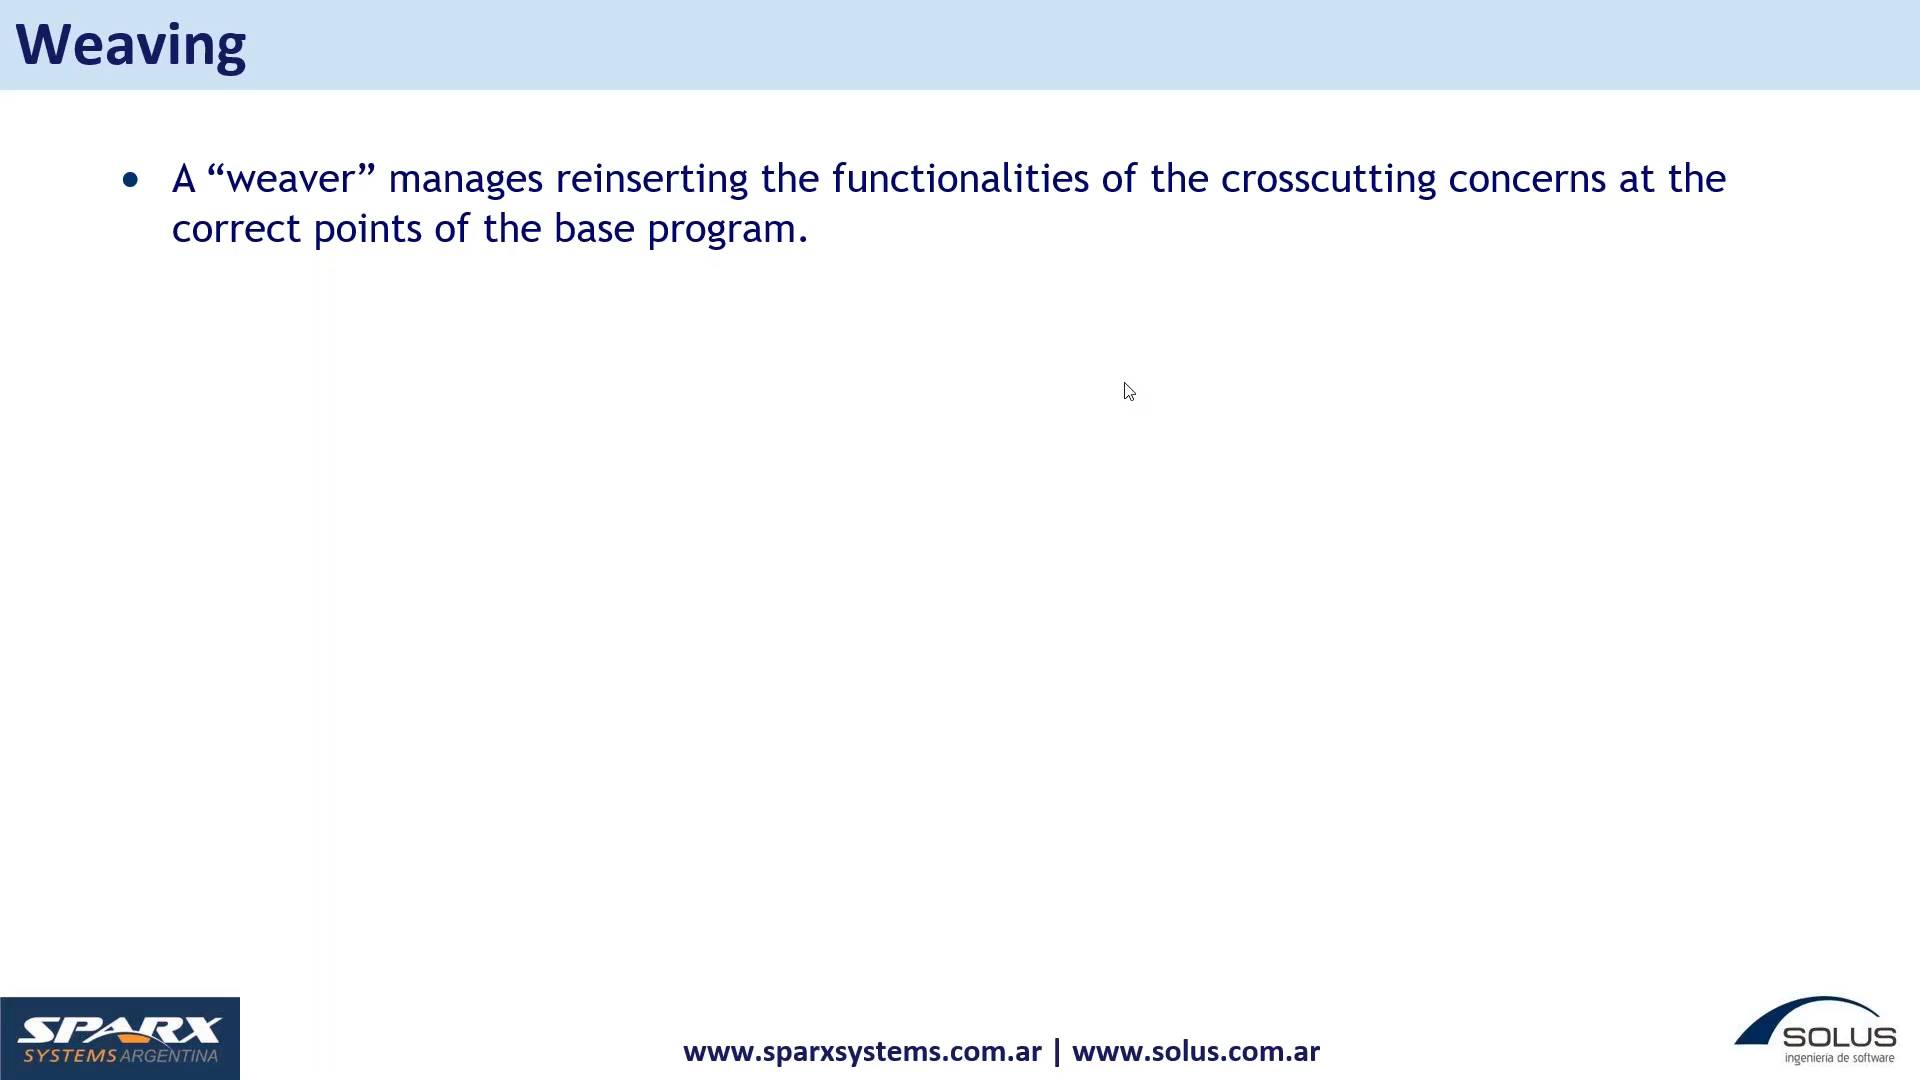 Weaving
• A “weaver” manages reinserting the functionalities of the crosscutting concerns at the
correct points of the base program.
SPARX
SYSTEMS ARGENTINA
www.sparxsystems.com.ar | www.solus.com.ar
SOLUS
ingenieria de software